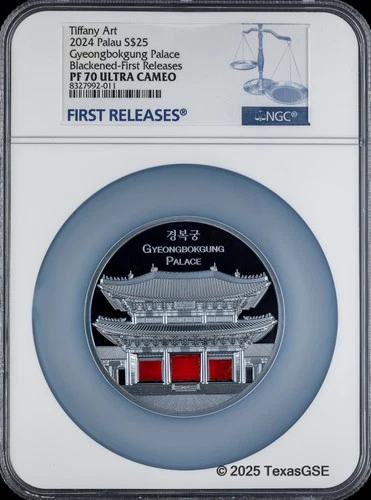 Tiffany Art
2024 Palau S$25
Gyeongbokgung Palace
Blackened-First Releases
PF 70 ULTRA CAMEO
8327992-011
FIRST RELEASES®
NGC®
경복궁
GYEONGBOKGUNG
PALACE
© 2025 TexasGSE